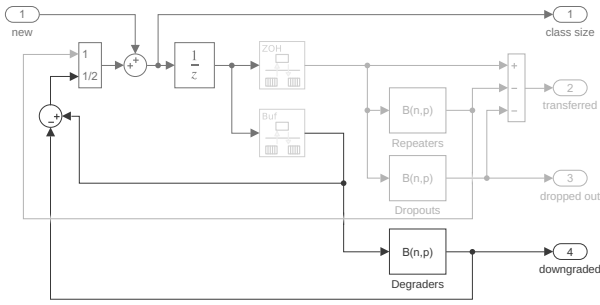 1
new
1
1/2
+
+
1
z
ZOH
Buf
+
−
−
1
class size
2
transferred
B(n,p)
Repeaters
B(n,p)
Dropouts
3
dropped out
−
+
B(n,p)
Degraders
4
downgraded